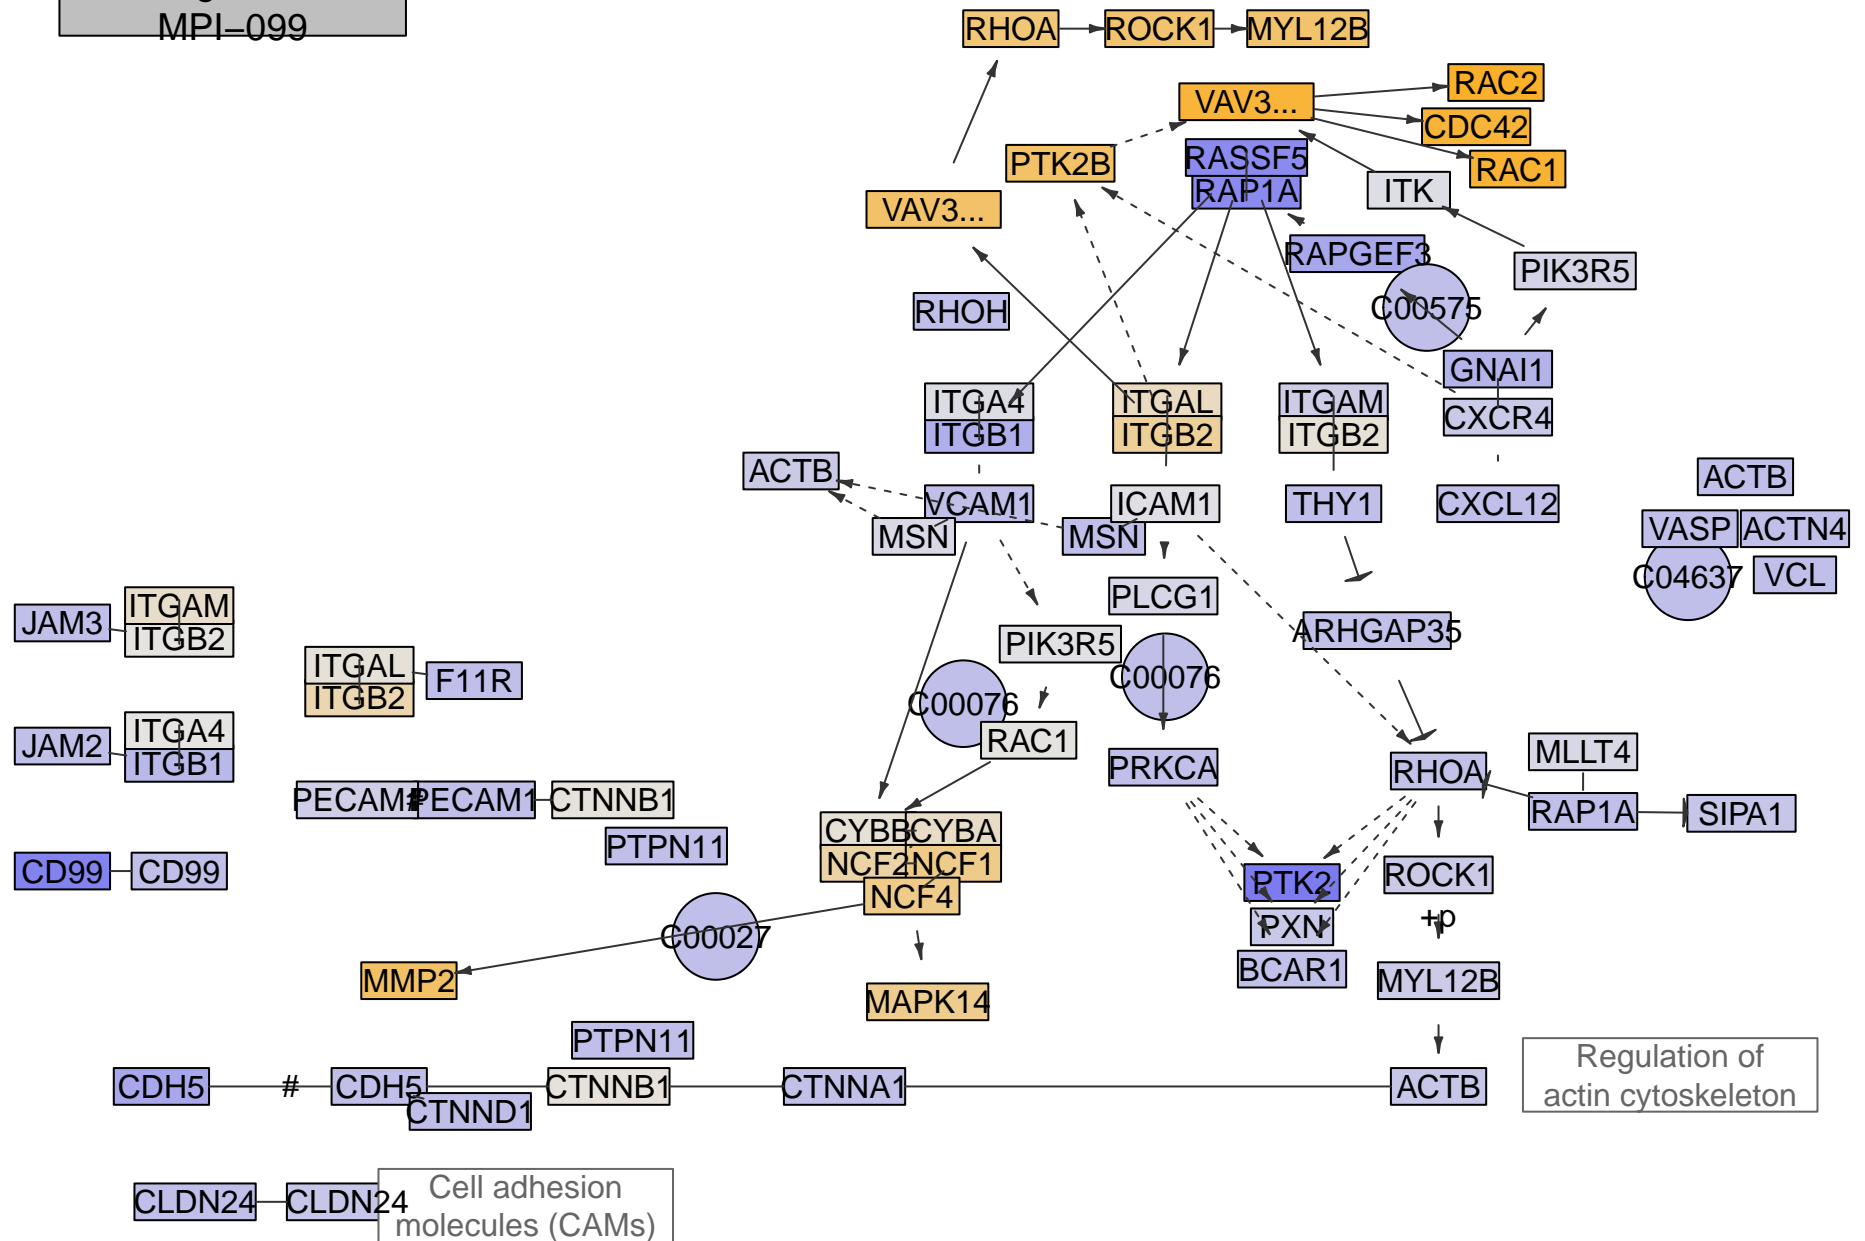 MPI−099
RHOA
ROCK1
MYL12B
RAC2
VAV3...
CDC42
RASSF5
PTK2B
RAC1
RAP1A
ITK
VAV3...
RAPGEF3
PIK3R5
RHOH
C00575
GNAI1
ITGA4
ITGAL
ITGAM
CXCR4
ITGB1
ITGB2
ITGB2
ACTB
ACTB
VCAM1
ICAM1
THY1
CXCL12
MSN
MSN
VASP
ACTN4
C04637
VCL
PLCG1
ITGAM
JAM3
ITGB2
ARHGAP35
PIK3R5
ITGAL
F11R
C00076
ITGB2
C00076
ITGA4
JAM2
ITGB1
RAC1
MLLT4
PRKCA
RHOA
PECAM1
#
PECAM1
CTNNB1
RAP1A
SIPA1
CYBB
CYBA
PTPN11
NCF2
NCF1
CD99
CD99
PTK2
ROCK1
NCF4
+p
PXN
C00027
BCAR1
MMP2
MYL12B
MAPK14
PTPN11
Regulation of
actin cytoskeleton
CDH5
#
CDH5
CTNNB1
CTNNA1
ACTB
CTNND1
CLDN24
CLDN24
Cell adhesion
molecules (CAMs)